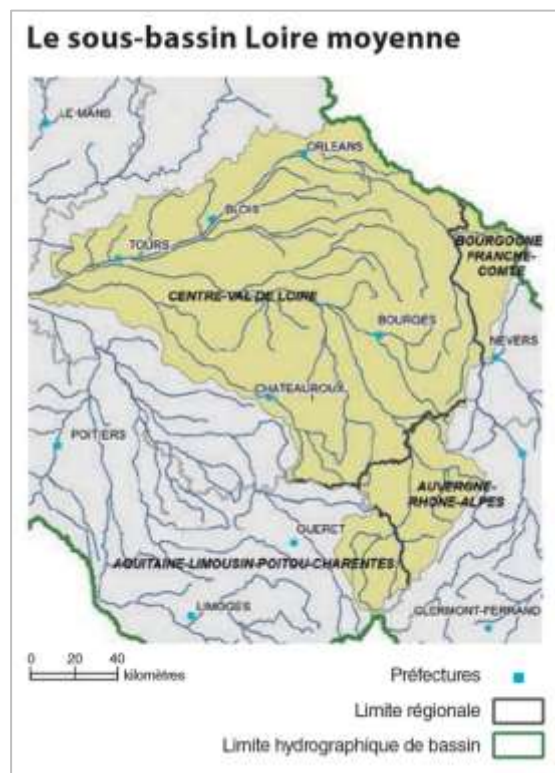 Le sous-bassin Loire moyenne
LE MANS
ORLEANS
BLOIS
TOURS
BOURGOGNE
FRANCHE-
COMTE
CENTRE-VAL DE LOIRE
BOURGES
NEVERS
CHATEAUROUX
POITIERS
AUVERGNE-
RHONE-ALPES
GUERET
AQUITAINE-LIMOUSIN-POITOU-CHARENTES
LIMOGES
CLERMONT-FERRAND
0 20 40
kilomètres
Préfectures
Limite régionale
Limite hydrographique de bassin